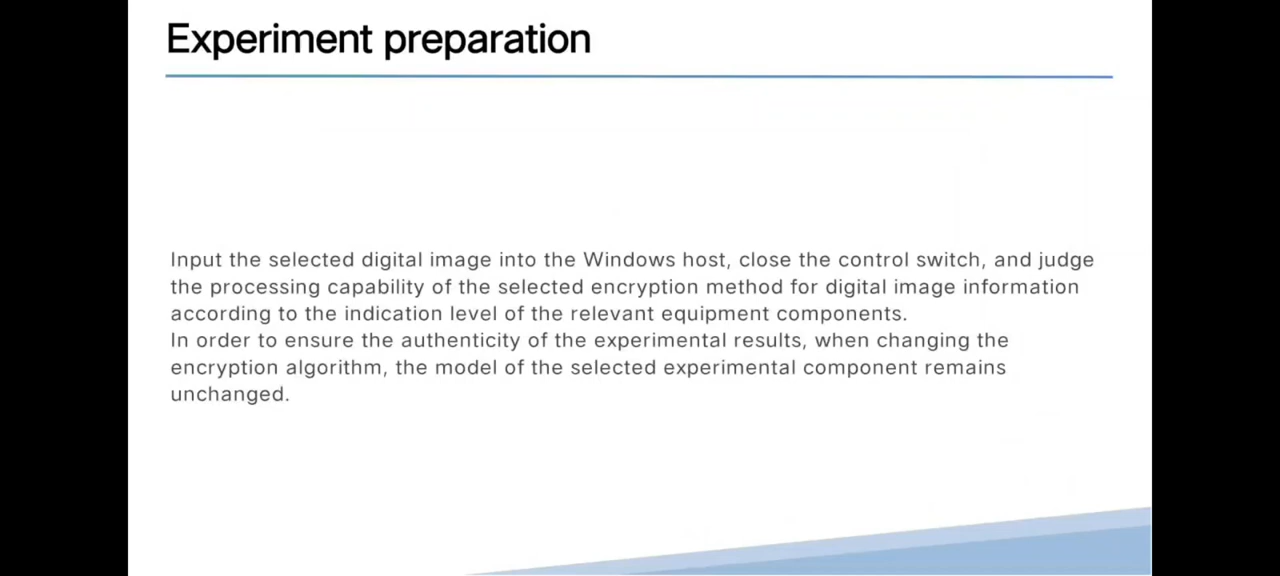 Experiment preparation
Input the selected digital image into the Windows host, close the control switch, and judge
the processing capability of the selected encryption method for digital image information
according to the indication level of the relevant equipment components.
In order to ensure the authenticity of the experimental results, when changing the
encryption algorithm, the model of the selected experimental component remains
unchanged.